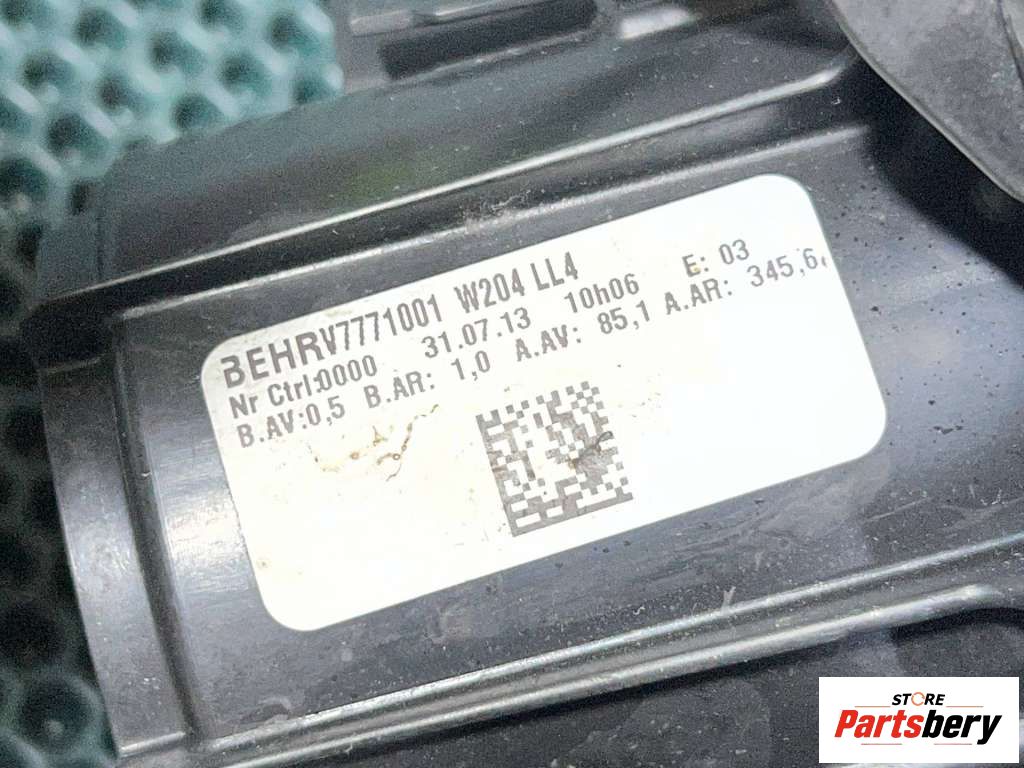 BEHRV7771001 W204 LL4
Nr Ctrl:0000 31.07.13 10h06 E: 03
B.AV:0,5 B.AR: 1,0 A.AV: 85,1 A.AR: 345,6
STORE
Partsbery